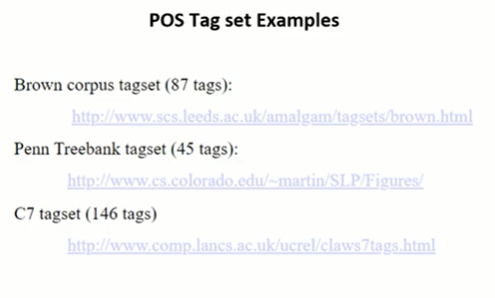 POS Tag set Examples
Brown corpus tagset (87 tags):
http://www.scs.leeds.ac.uk/amalgam/tagsets/brown.html
Penn Treebank tagset (45 tags):
http://www.cs.colorado.edu/~martin/SLP/Figures/
C7 tagset (146 tags)
http://www.comp.lancs.ac.uk/ucrel/claws7tags.html